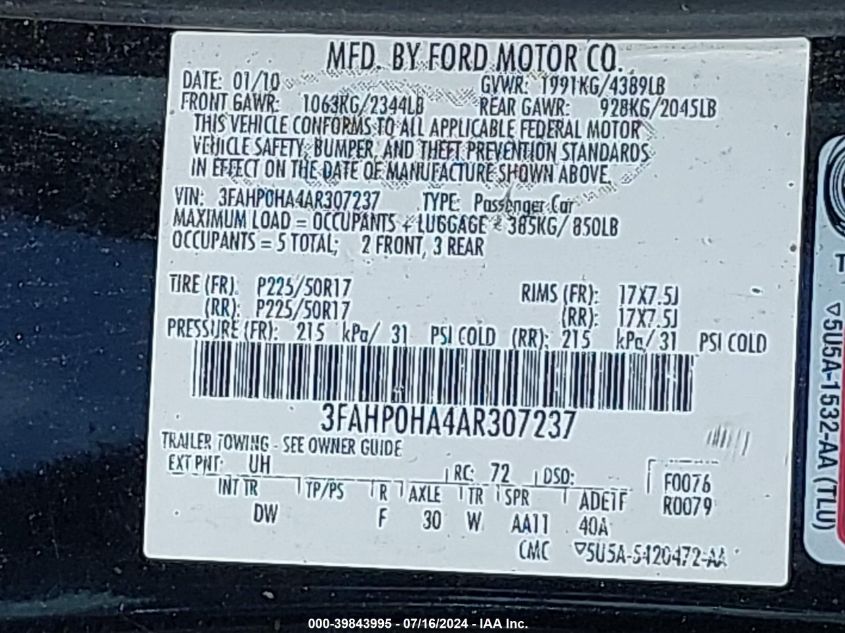 MFD. BY FORD MOTOR CO.
DATE: 01/10 GVWR: 1991KG/4389LB
FRONT GAWR: 1063KG/2344LB REAR GAWR: 928KG/2045LB
THIS VEHICLE CONFORMS TO ALL APPLICABLE FEDERAL MOTOR
VEHICLE SAFETY, BUMPER, AND THEFT PREVENTION STANDARDS
IN EFFECT ON THE DATE OF MANUFACTURE SHOWN ABOVE.
VIN: 3FAHP0HA4AR307237 TYPE: Passenger Car
MAXIMUM LOAD = OCCUPANTS + LUGGAGE = 385KG/ 850LB
OCCUPANTS = 5 TOTAL; 2 FRONT, 3 REAR
TIRE (FR): P225/50R17 RIMS (FR): 17X7.5J
(RR): P225/50R17 (RR): 17X7.5J
PRESSURE (FR): 215 kPa/ 31 PSI COLD (RR): 215 kPa/ 31 PSI COLD
3FAHP0HA4AR307237
TRAILER TOWING - SEE OWNER GUIDE
EXT PNT: UH RC: 72 DSO: F0076
INT TR TP/PS R AXLE TR SPR ADETF R0079
DW F 30 W AA11 40A
CMC ▽5U5A-5420472-AA
T
▽5U5A-1532-AA (TLU)
000-39843995 - 07/16/2024 - IAA Inc.